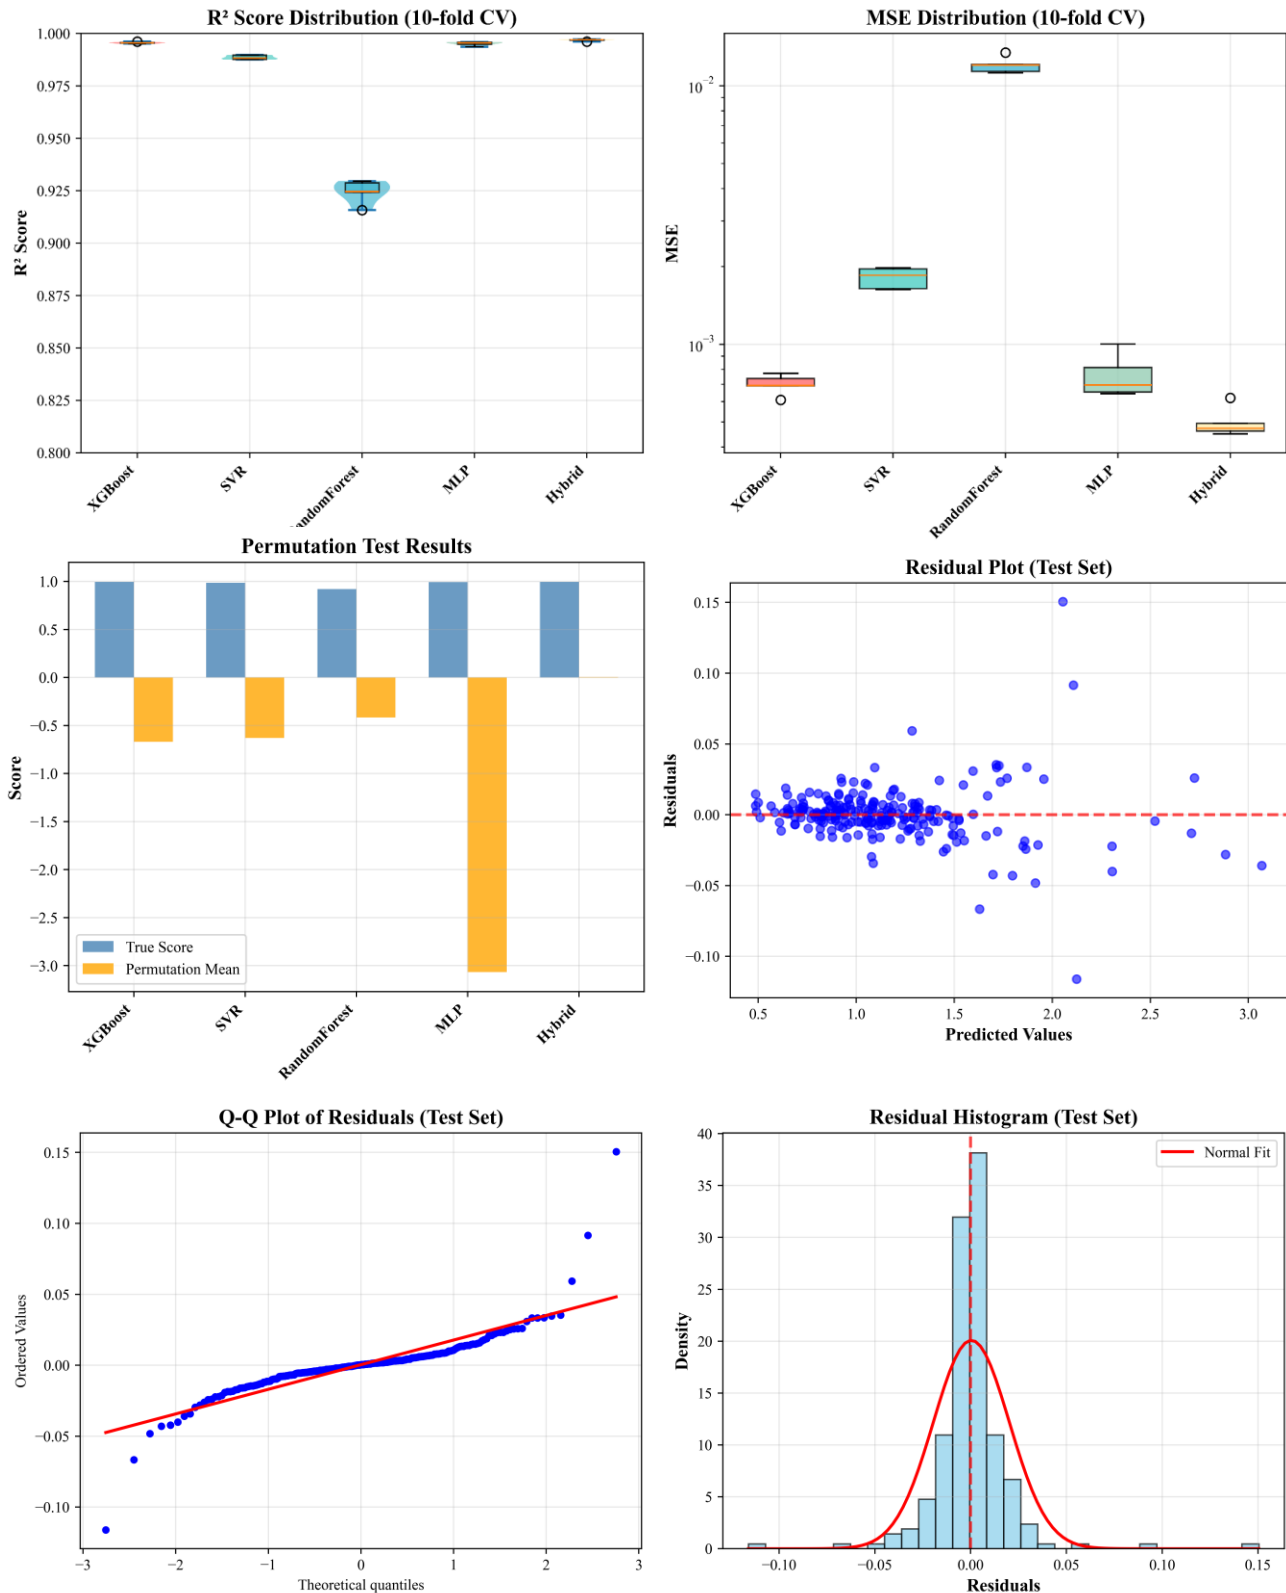 R² Score Distribution (10-fold CV)
R² Score
1.000
0.975
0.950
0.925
0.900
0.875
0.850
0.825
0.800
XGBoost
SVR
andomForest
MLP
Hybrid
MSE Distribution (10-fold CV)
MSE
10⁻²
10⁻³
XGBoost
SVR
RandomForest
MLP
Hybrid
Permutation Test Results
Score
1.0
0.5
0.0
−0.5
−1.0
−1.5
−2.0
−2.5
−3.0
True Score
Permutation Mean
XGBoost
SVR
RandomForest
MLP
Hybrid
Residual Plot (Test Set)
Residuals
0.15
0.10
0.05
0.00
−0.05
−0.10
0.5 1.0 1.5 2.0 2.5 3.0
Predicted Values
Q-Q Plot of Residuals (Test Set)
Ordered Values
0.15
0.10
0.05
0.00
−0.05
−0.10
−3 −2 −1 0 1 2 3
Theoretical quantiles
Residual Histogram (Test Set)
Density
40
35
30
25
20
15
10
5
0
Normal Fit
−0.10 −0.05 0.00 0.05 0.10 0.15
Residuals